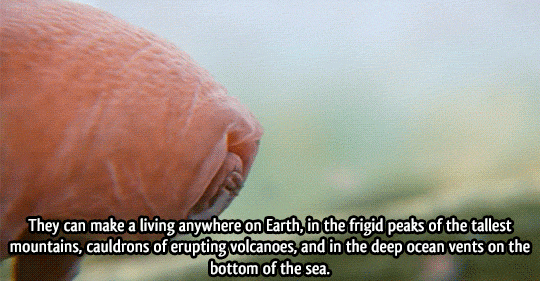 They can make a living anywhere on Earth, in the frigid peaks of the tallest
mountains, cauldrons of erupting volcanoes, and in the deep ocean vents on the
bottom of the sea.